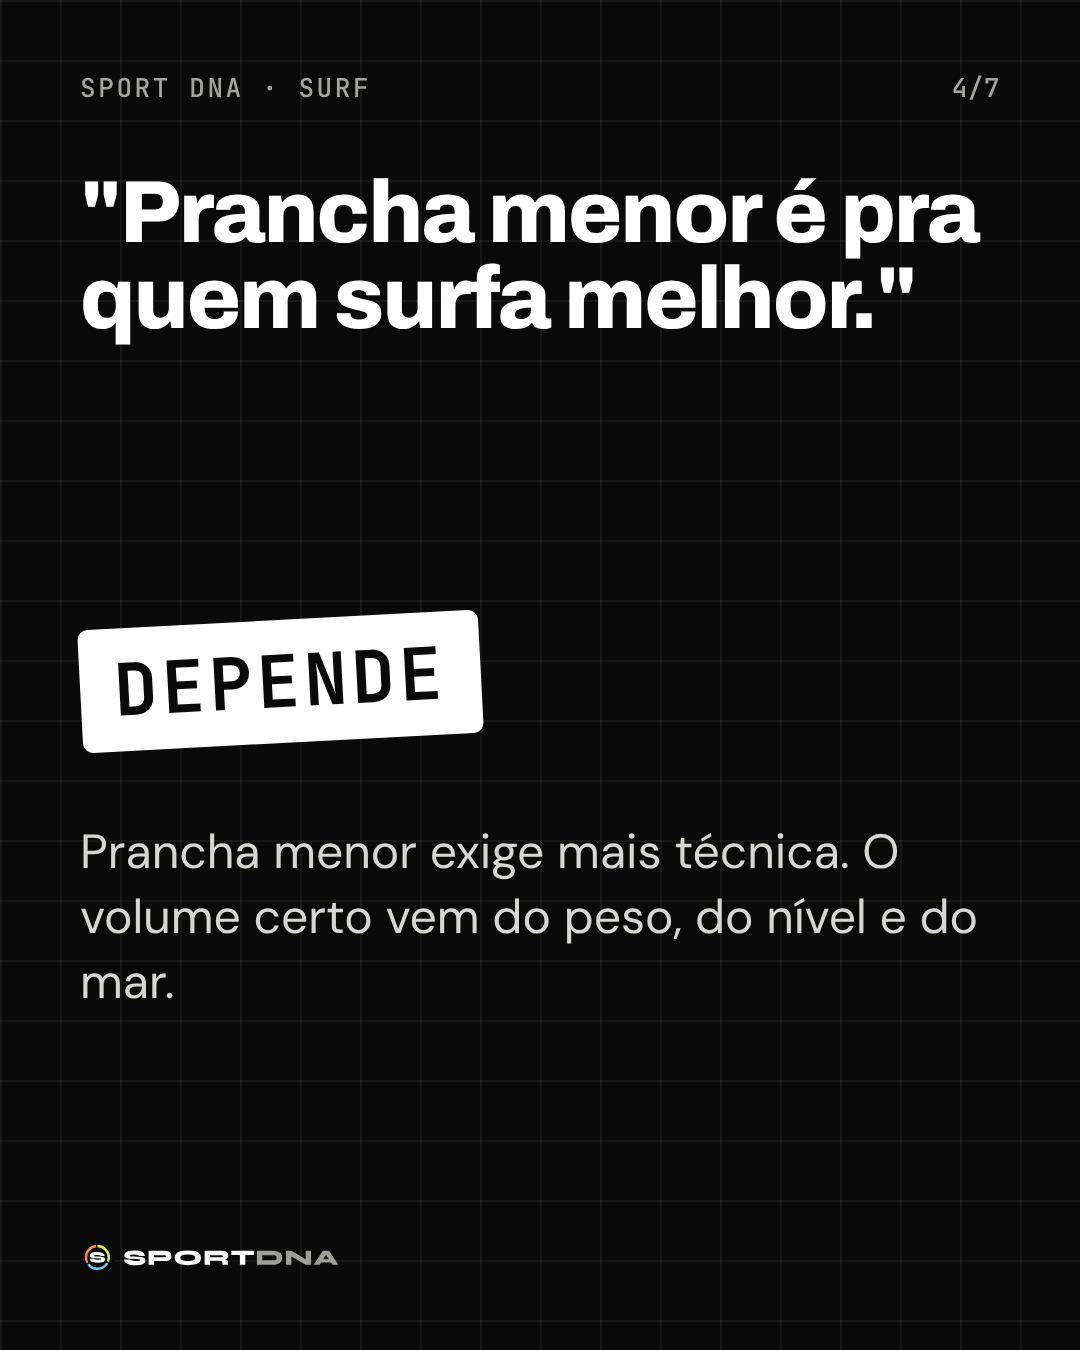 SPORT DNA · SURF
4/7
"Prancha menor é pra
quem surfa melhor."
DEPENDE
Prancha menor exige mais técnica. O
volume certo vem do peso, do nível e do
mar.
S SPORTDNA